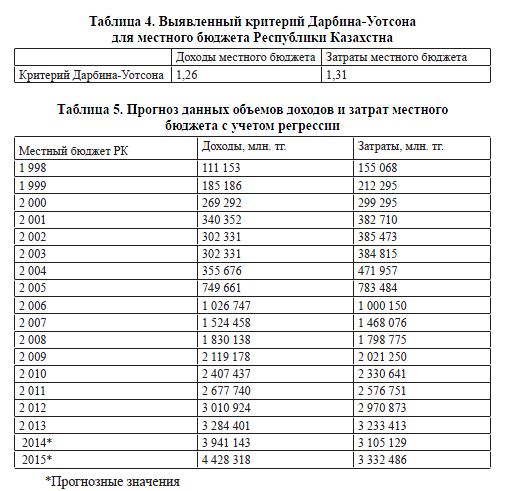 Таблица 4. Выявленный критерий Дарбина-Уотсона
для местного бюджета Республики Казахстна
Доходы местного бюджета Затраты местного бюджета
Критерий Дарбина-Уотсона 1,26 1,31
Таблица 5. Прогноз данных объемов доходов и затрат местного
бюджета с учетом регрессии
Местный бюджет РК Доходы, млн. тг. Затраты, млн. тг.
1 998 111 153 155 068
1 999 185 186 212 295
2 000 269 292 299 295
2 001 340 352 382 710
2 002 302 331 385 473
2 003 302 331 384 815
2 004 355 676 471 957
2 005 749 661 783 484
2 006 1 026 747 1 000 150
2 007 1 524 458 1 468 076
2 008 1 830 138 1 798 775
2 009 2 119 178 2 021 250
2 010 2 407 437 2 330 641
2 011 2 677 740 2 576 751
2 012 3 010 924 2 970 873
2 013 3 284 401 3 233 413
2014* 3 941 143 3 105 129
2015* 4 428 318 3 332 486
*Прогнозные значения